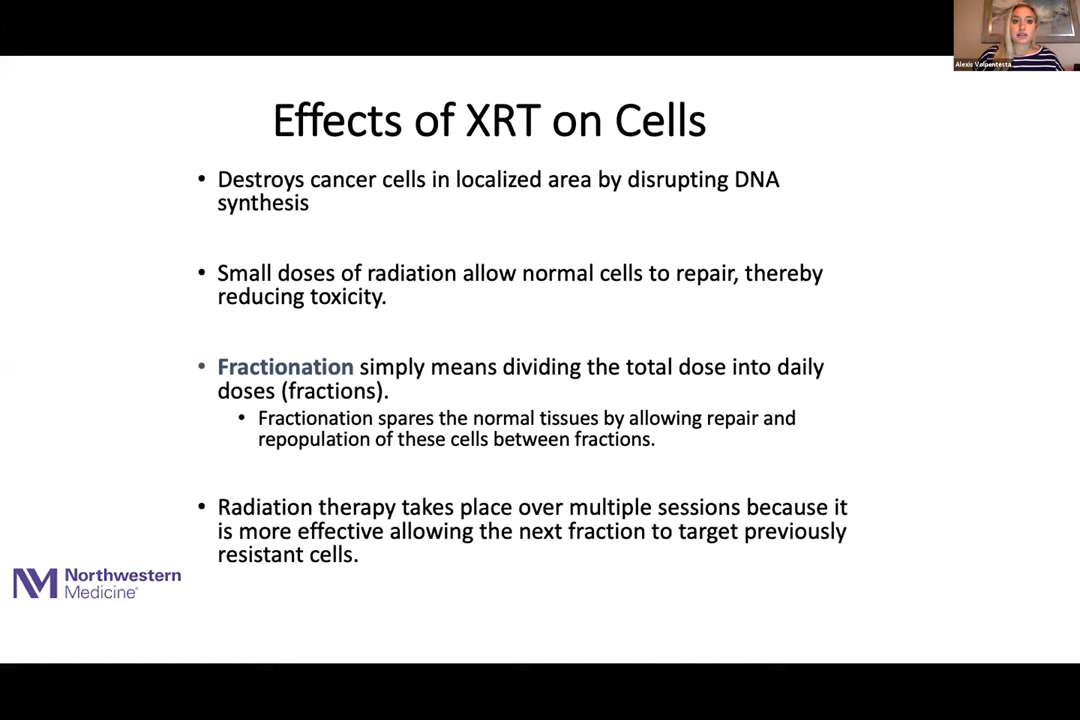 Alexis Volpentesta
Effects of XRT on Cells
• Destroys cancer cells in localized area by disrupting DNA
synthesis
• Small doses of radiation allow normal cells to repair, thereby
reducing toxicity.
• Fractionation simply means dividing the total dose into daily
doses (fractions).
• Fractionation spares the normal tissues by allowing repair and
repopulation of these cells between fractions.
• Radiation therapy takes place over multiple sessions because it
is more effective allowing the next fraction to target previously
resistant cells.
Northwestern
Medicine®